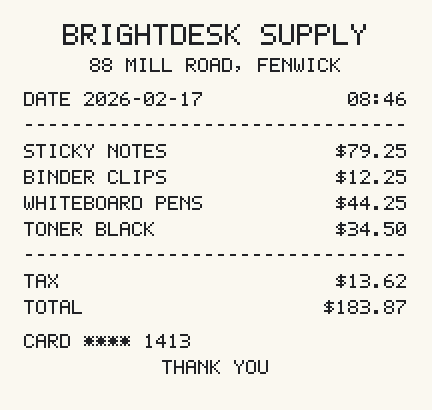 BRIGHTDESK SUPPLY
88 MILL ROAD, FENWICK
DATE 2026-02-17 08:46
--------------------------------
STICKY NOTES $79.25
BINDER CLIPS $12.25
WHITEBOARD PENS $44.25
TONER BLACK $34.50
--------------------------------
TAX $13.62
TOTAL $183.87
CARD **** 1413
THANK YOU